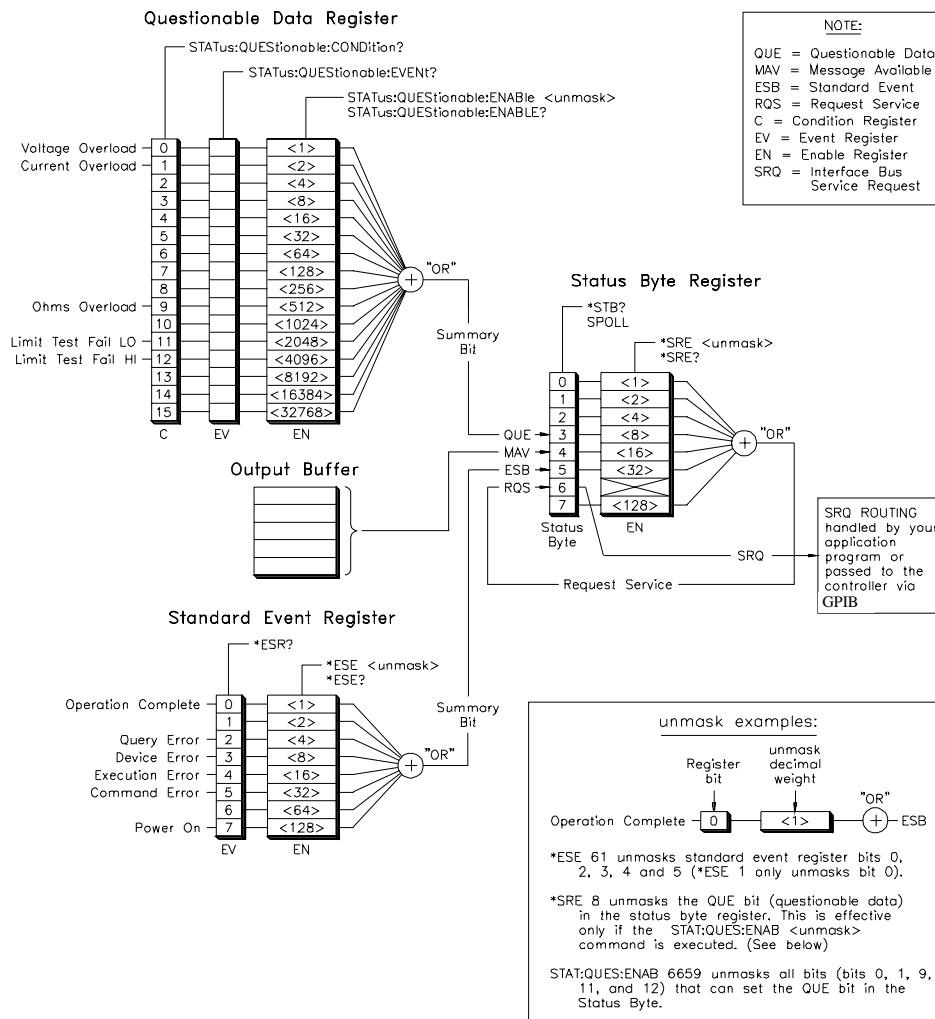 Questionable Data Register
STATus:QUEStionable:CONDition?
STATus:QUEStionable:EVENt?
STATus:QUEStionable:ENABle <unmask>
STATus:QUEStionable:ENABLE?
Voltage Overload 0 <1>
Current Overload 1 <2>
2 <4>
3 <8>
4 <16>
5 <32>
6 <64>
7 <128>
8 <256>
Ohms Overload 9 <512>
10 <1024>
Limit Test Fail LO 11 <2048>
Limit Test Fail HI 12 <4096>
13 <8192>
14 <16384>
15 <32768>
C EV EN
"OR"
+
Summary
Bit
NOTE:
QUE = Questionable Data
MAV = Message Available
ESB = Standard Event
RQS = Request Service
C = Condition Register
EV = Event Register
EN = Enable Register
SRQ = Interface Bus
Service Request
Status Byte Register
*STB?
SPOLL
*SRE <unmask>
*SRE?
0 <1>
1 <2>
2 <4>
QUE 3 <8>
MAV 4 <16>
ESB 5 <32>
RQS 6
7 <128>
Status
Byte
EN
"OR"
+
SRQ
Request Service
SRQ ROUTING
handled by your
application
program or
passed to the
controller via
GPIB
Output Buffer
Standard Event Register
*ESR?
*ESE <unmask>
*ESE?
Operation Complete 0 <1>
1 <2>
Query Error 2 <4>
Device Error 3 <8>
Execution Error 4 <16>
Command Error 5 <32>
6 <64>
Power On 7 <128>
EV EN
"OR"
+
Summary
Bit
unmask examples:
Register
bit
unmask
decimal
weight
"OR"
Operation Complete 0 <1> + ESB
*ESE 61 unmasks standard event register bits 0,
2, 3, 4 and 5 (*ESE 1 only unmasks bit 0).
*SRE 8 unmasks the QUE bit (questionable data)
in the status byte register. This is effective
only if the STAT:QUES:ENAB <unmask>
command is executed. (See below)
STAT:QUES:ENAB 6659 unmasks all bits (bits 0, 1, 9,
11, and 12) that can set the QUE bit in the
Status Byte.